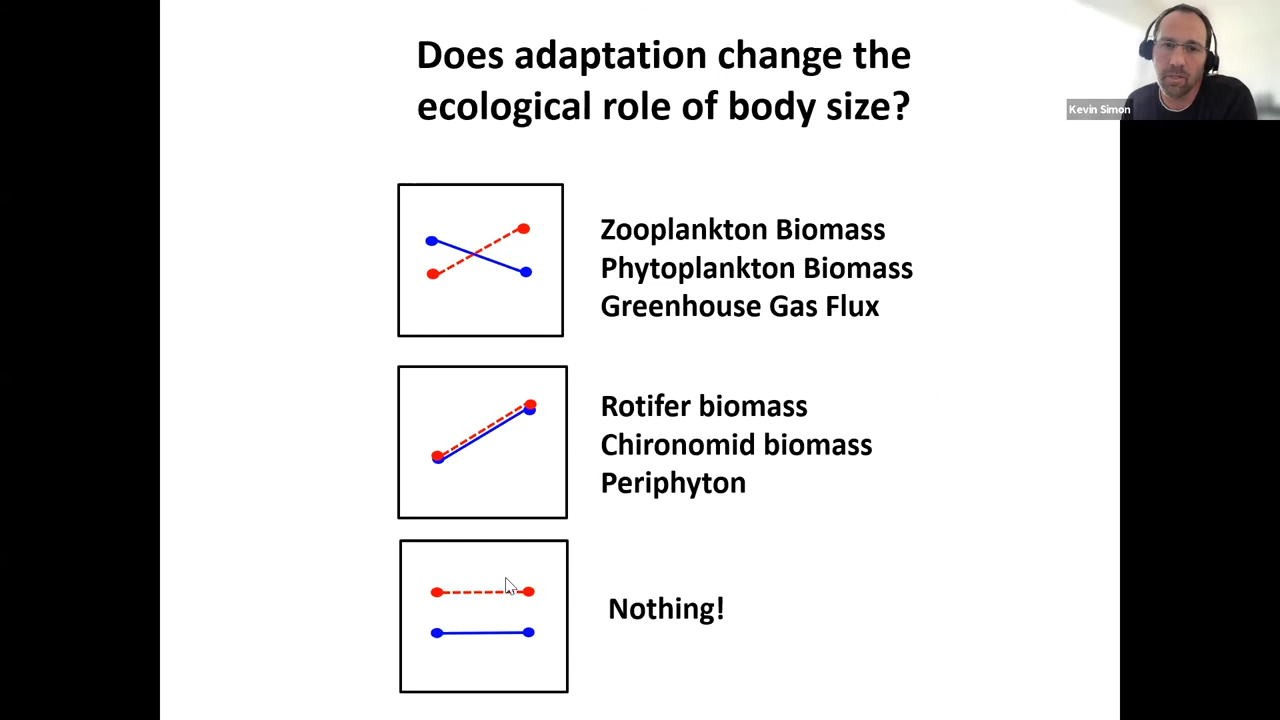 Does adaptation change the
ecological role of body size?
Kevin Simon
Zooplankton Biomass
Phytoplankton Biomass
Greenhouse Gas Flux
Rotifer biomass
Chironomid biomass
Periphyton
Nothing!